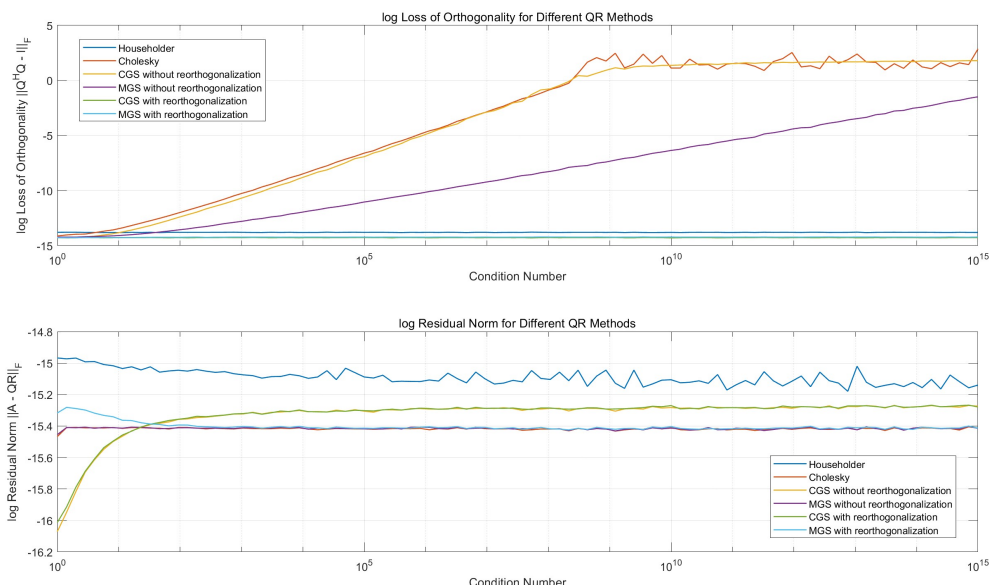 log Loss of Orthogonality for Different QR Methods
log Loss of Orthogonality ||Q^H Q - I||_F
5
0
-5
-10
-15
Householder
Cholesky
CGS without reorthogonalization
MGS without reorthogonalization
CGS with reorthogonalization
MGS with reorthogonalization
10^0
10^5
10^10
10^15
Condition Number
log Residual Norm for Different QR Methods
log Residual Norm ||A - QR||_F
-14.8
-15
-15.2
-15.4
-15.6
-15.8
-16
-16.2
Householder
Cholesky
CGS without reorthogonalization
MGS without reorthogonalization
CGS with reorthogonalization
MGS with reorthogonalization
10^0
10^5
10^10
10^15
Condition Number